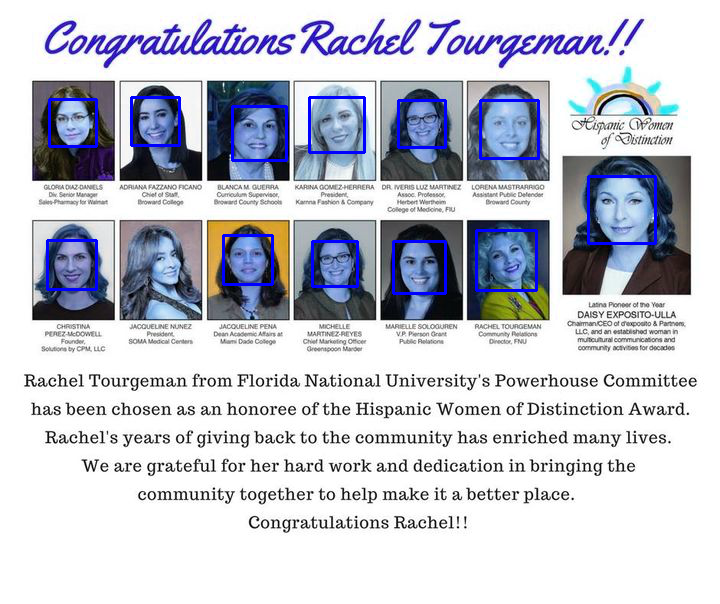 Congratulations Rachel Tourgeman!!
Hispanic Women
of Distinction
GLORIA DIAZ-DANIELS
Div. Senior Manager
Sales-Pharmacy for Walmart
ADRIANA FAZZANO FICANO
Chief of Staff,
Broward College
BLANCA M. GUERRA
Curriculum Supervisor,
Broward County Schools
KARINA GOMEZ-HERRERA
President,
Karinna Fashion & Company
DR. IVERIS LUZ MARTINEZ
Assoc. Professor,
Herbert Wertheim
College of Medicine, FIU
LORENA MASTRARRIGO
Assistant Public Defender
Broward County
CHRISTINA
PEREZ-McDOWELL
Founder,
Solutions by CPM, LLC
JACQUELINE NUNEZ
President,
SOMA Medical Centers
JACQUELINE PENA
Dean Academic Affairs at
Miami Dade College
MICHELLE
MARTINEZ-REYES
Chief Marketing Officer
Greenspoon Marder
MARIELLE SOLOGUREN
V.P. Pierson Grant
Public Relations
RACHEL TOURGEMAN
Community Relations
Director, FNU
Latina Pioneer of the Year
DAISY EXPOSITO-ULLA
Chairman/CEO of d'exposito & Partners,
LLC, and an established woman in
multicultural communications and
community activities for decades
Rachel Tourgeman from Florida National University's Powerhouse Committee
has been chosen as an honoree of the Hispanic Women of Distinction Award.
Rachel's years of giving back to the community has enriched many lives.
We are grateful for her hard work and dedication in bringing the
community together to help make it a better place.
Congratulations Rachel!!